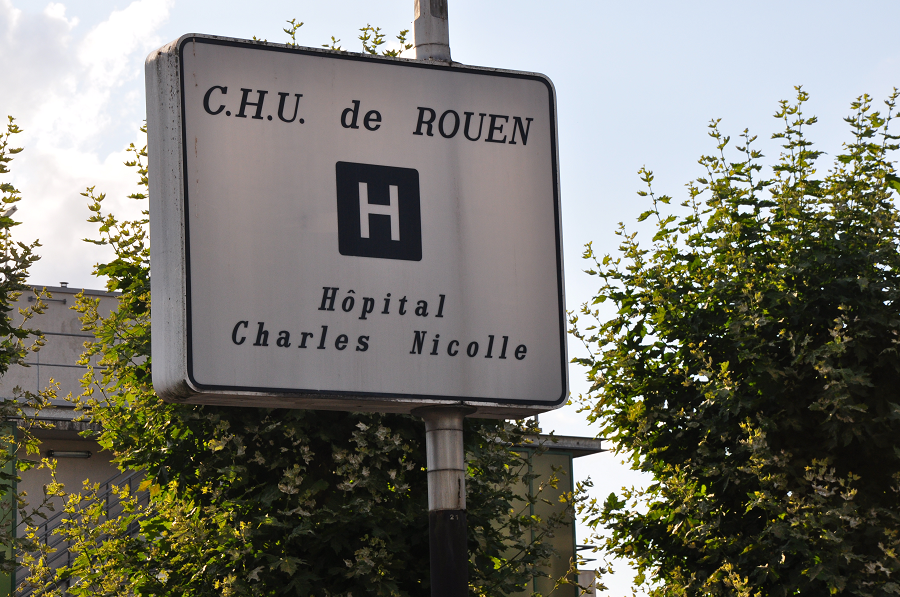 C.H.U. de ROUEN
H
Hôpital
Charles Nicolle